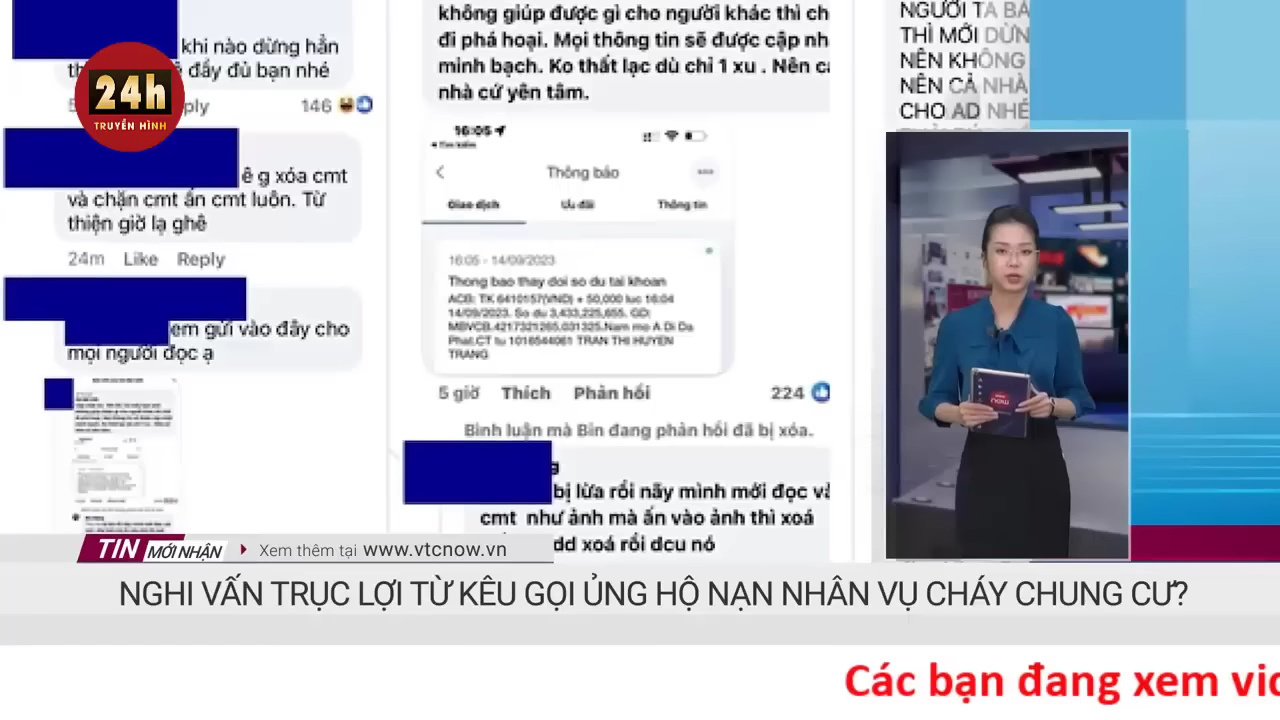 khi nào dừng hẳn
đầy đủ bạn nhé
146
24h
TRUYỀN HÌNH
ê g xóa cmt
và chặn cmt ẩn cmt luôn. Từ
thiện giờ lạ ghê
24m Like Reply
em gửi vào đây cho
mọi người đọc ạ
không giúp được gì cho người khác thì ch
đi phá hoại. Mọi thông tin sẽ được cập nh
minh bạch. Ko thất lạc dù chỉ 1 xu . Nên cả
nhà cứ yên tâm.
16:05
Tìm kiếm
Thông báo
Giao dịch Ưu đãi Thông tin
16:05 - 14/09/2023
Thong bao thay doi so du tai khoan
ACB: TK 6410157(VND) + 50,000 luc 16:04
14/09/2023. So du 3,433,225,655. GD:
MBVCB.4217321265.031325.Nam mo A Di Da
Phat.CT tu 1016544061 TRAN THI HUYEN
TRANG
5 giờ Thích Phản hồi 224
Bình luận mà Bin đang phản hồi đã bị xóa.
bị lừa rồi nãy mình mới đọc và
cmt như ảnh mà ấn vào ảnh thì xoá
dd xoá rồi dcu nó
NGƯỜI TA BA
THÌ MỚI DỪN
NÊN KHÔNG
NÊN CẢ NHÀ
CHO AD NHÉ
now
TIN MỚI NHẬN Xem thêm tại www.vtcnow.vn
NGHI VẤN TRỤC LỢI TỪ KÊU GỌI ỦNG HỘ NẠN NHÂN VỤ CHÁY CHUNG CƯ?
Các bạn đang xem vid